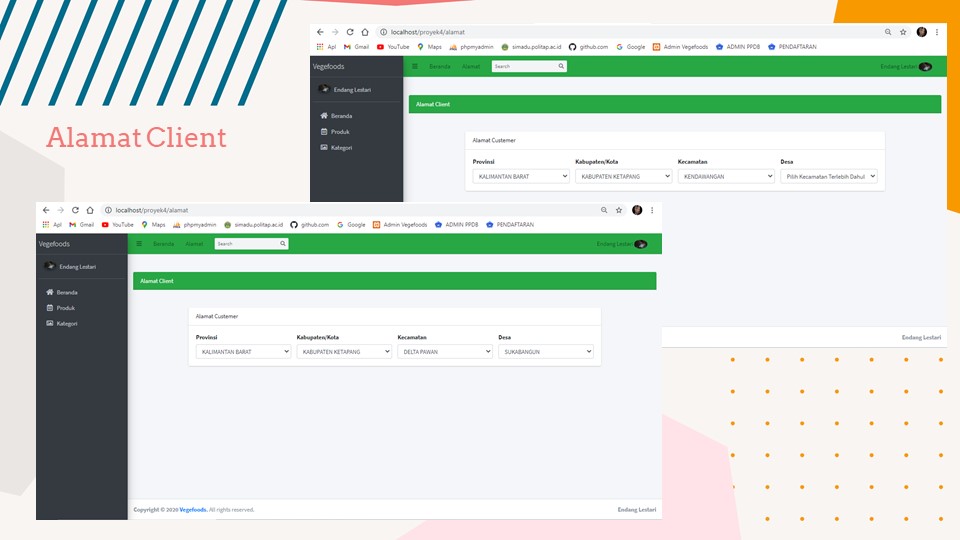 Alamat Client
localhost/proyek4/alamat
Apl Gmail YouTube Maps phpmyadmin simadu.politap.ac.id github.com Google Admin Vegefoods ADMIN PPDB PENDAFTARAN
Vegefoods Beranda Alamat Search Endang Lestari
Endang Lestari
Alamat Client
Beranda
Produk
Kategori
Alamat Customer
Provinsi Kabupaten/Kota Kecamatan Desa
KALIMANTAN BARAT KABUPATEN KETAPANG KENDAWANGAN Pilih Kecamatan Terlebih Dahul
Endang Lestari
localhost/proyek4/alamat
Apl Gmail YouTube Maps phpmyadmin simadu.politap.ac.id github.com Google Admin Vegefoods ADMIN PPDB PENDAFTARAN
Vegefoods Beranda Alamat Search Endang Lestari
Endang Lestari
Alamat Client
Beranda
Produk
Kategori
Alamat Customer
Provinsi Kabupaten/Kota Kecamatan Desa
KALIMANTAN BARAT KABUPATEN KETAPANG DELTA PAWAN SUKABANGUN
Copyright © 2020 Vegefoods. All rights reserved. Endang Lestari